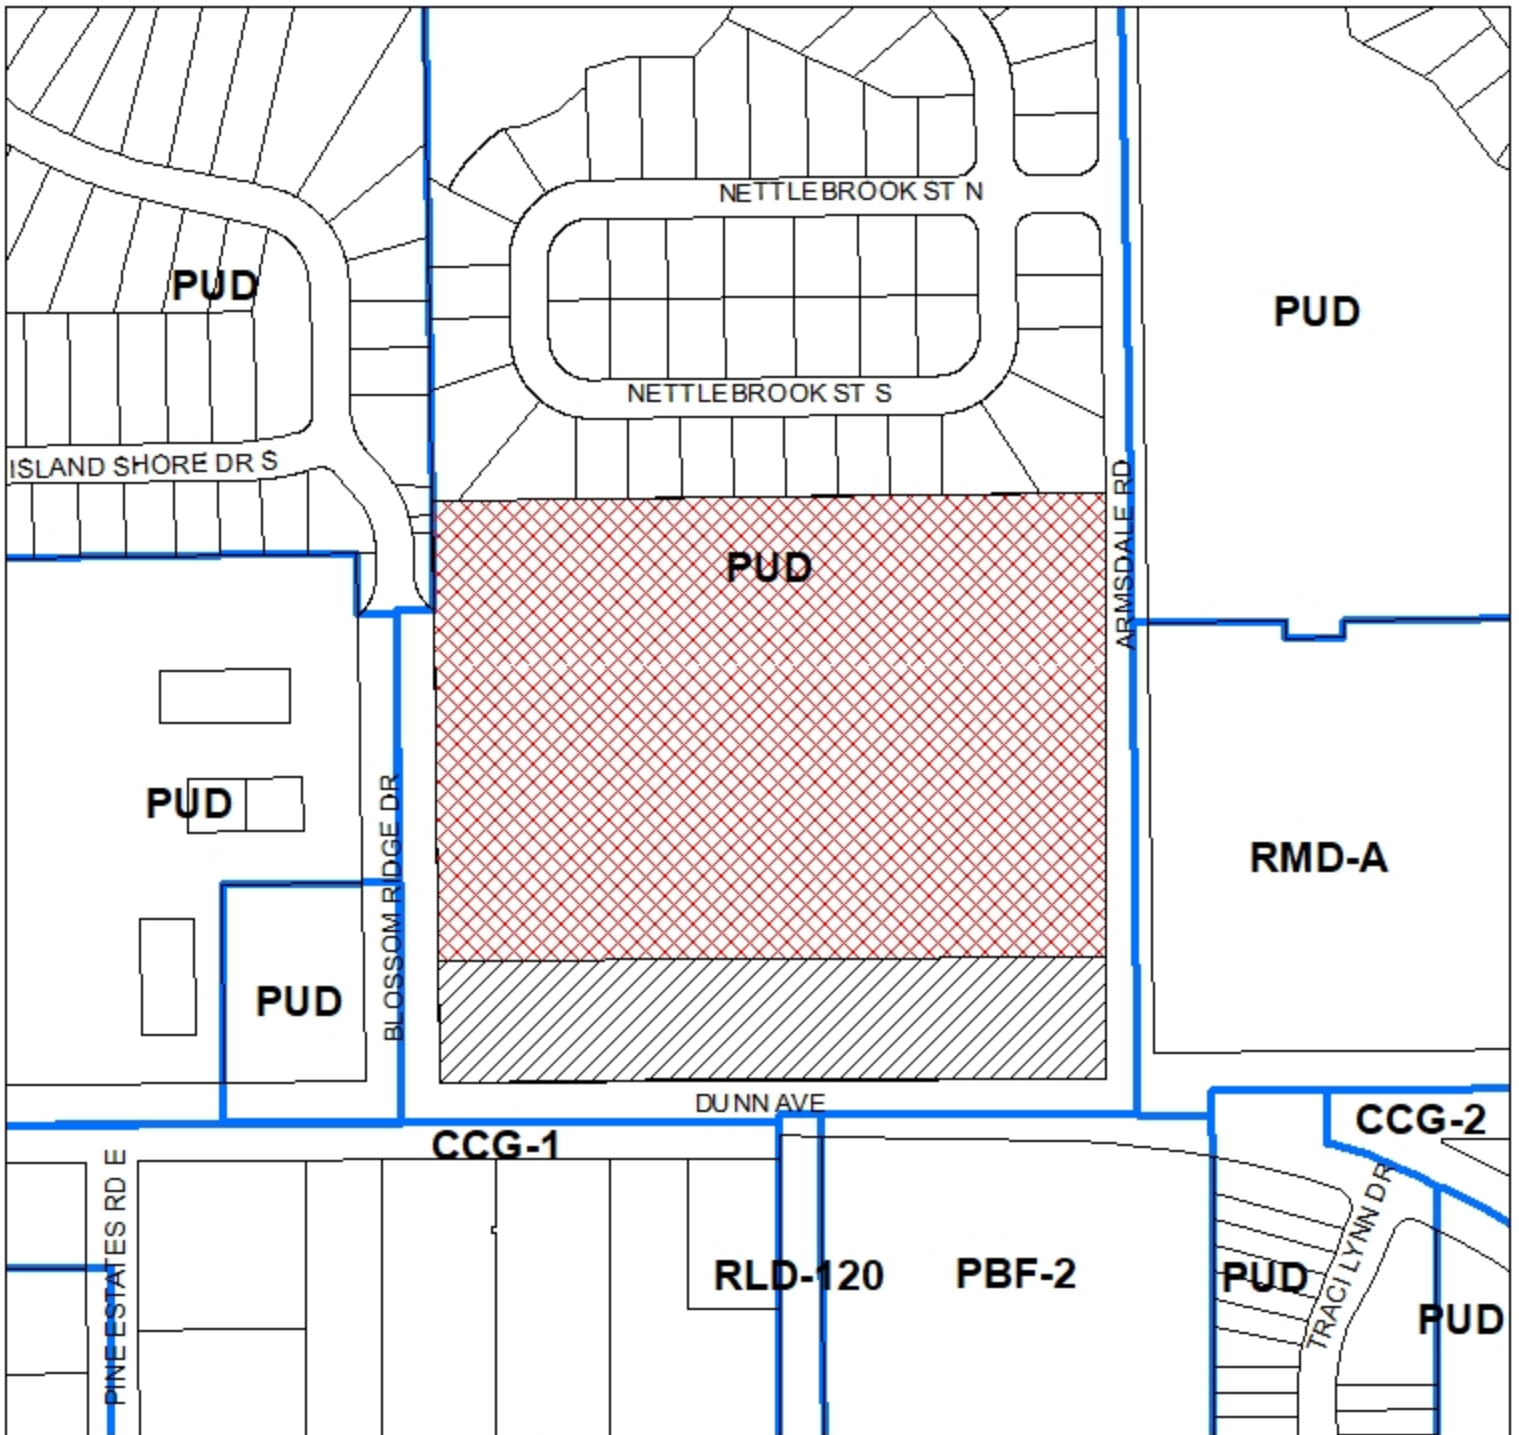 NETTLEBROOK ST N
PUD
PUD
NETTLEBROOK ST S
ISLAND SHORE DR S
ARMSDALE RD
PUD
PUD
BLOSSOM RIDGE DR
RMD-A
PUD
DUNN AVE
CCG-1
CCG-2
PINE ESTATES RD E
RLD-120
PBF-2
PUD
TRACI LYNN DR
PUD